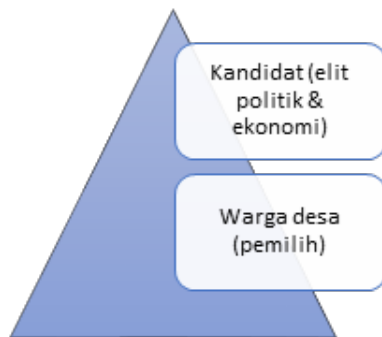 Kandidat (elit
politik &
ekonomi)
Warga desa
(pemilih)